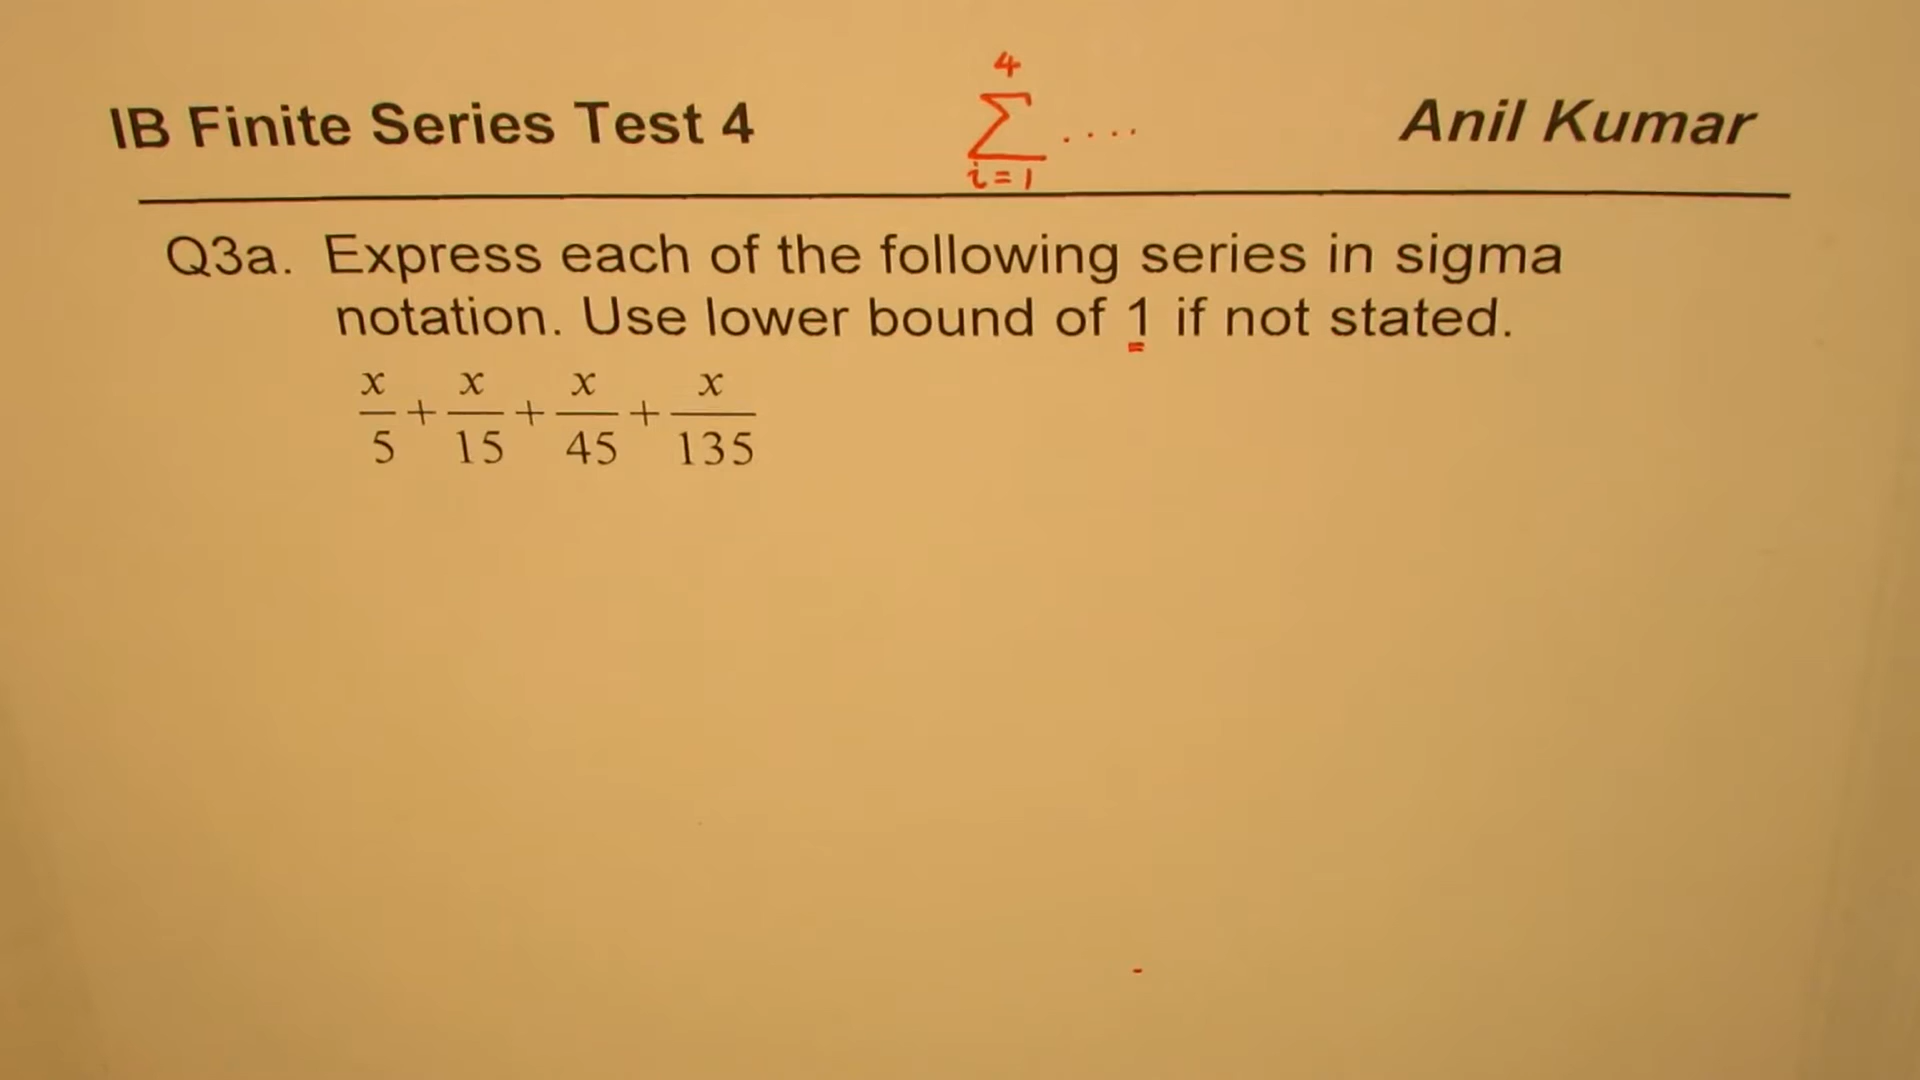 IB Finite Series Test 4
4
∑ ....
i=1
Anil Kumar
Q3a. Express each of the following series in sigma
notation. Use lower bound of 1 if not stated.
x/5 + x/15 + x/45 + x/135